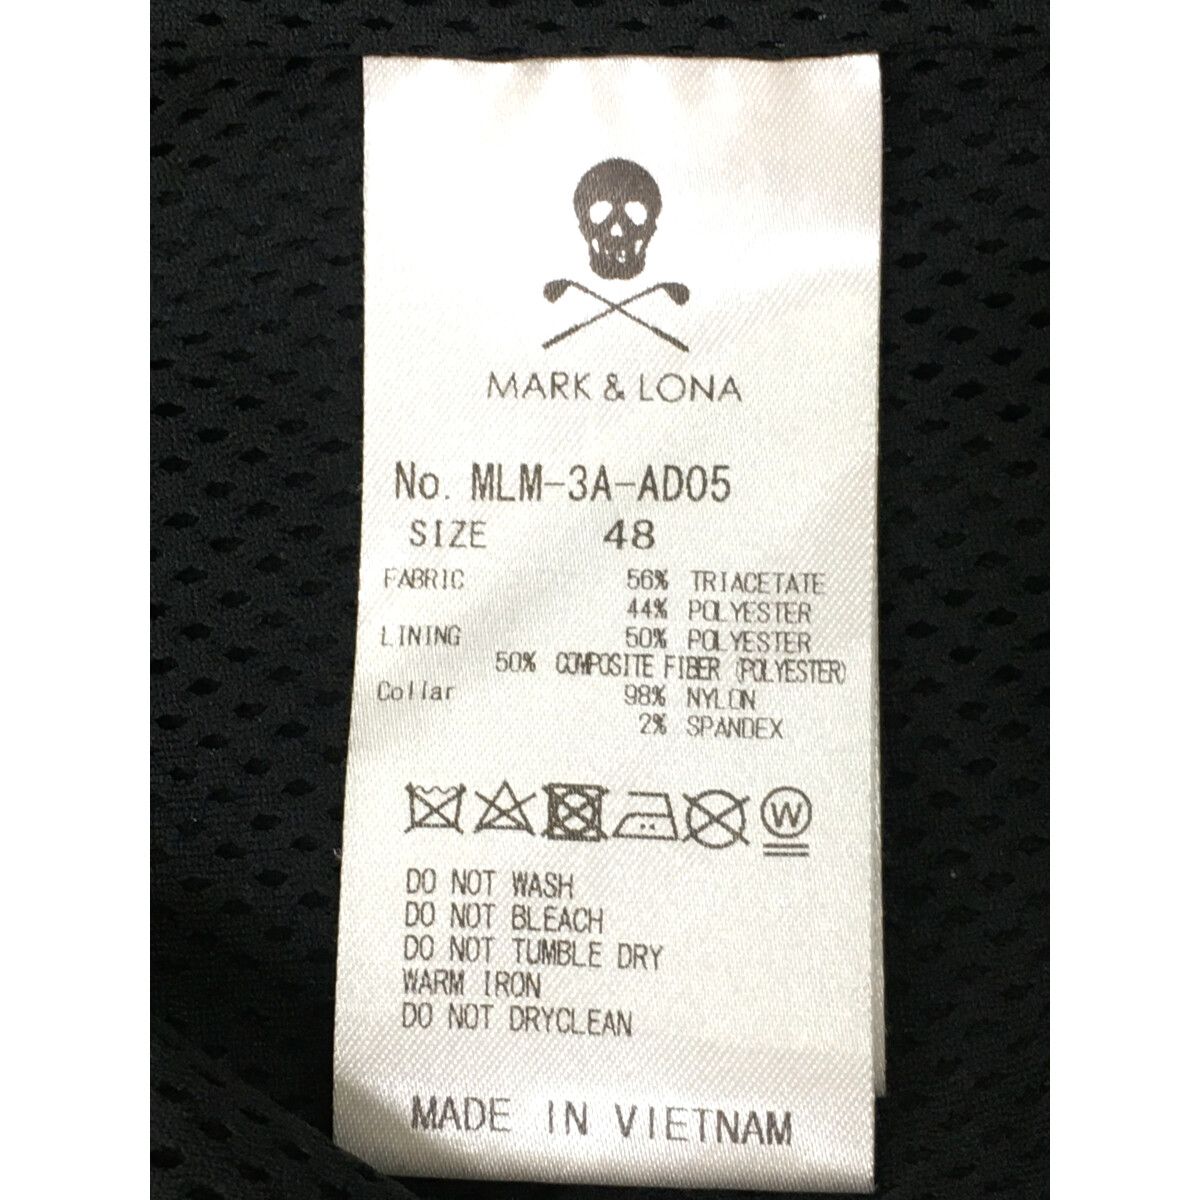 MARK & LONA
No. MLM-3A-AD05
SIZE 48
FABRIC 56% TRIACETATE
44% POLYESTER
LINING 50% POLYESTER
50% COMPOSITE FIBER (POLYESTER)
Collar 98% NYLON
2% SPANDEX
W
DO NOT WASH
DO NOT BLEACH
DO NOT TUMBLE DRY
WARM IRON
DO NOT DRYCLEAN
MADE IN VIETNAM